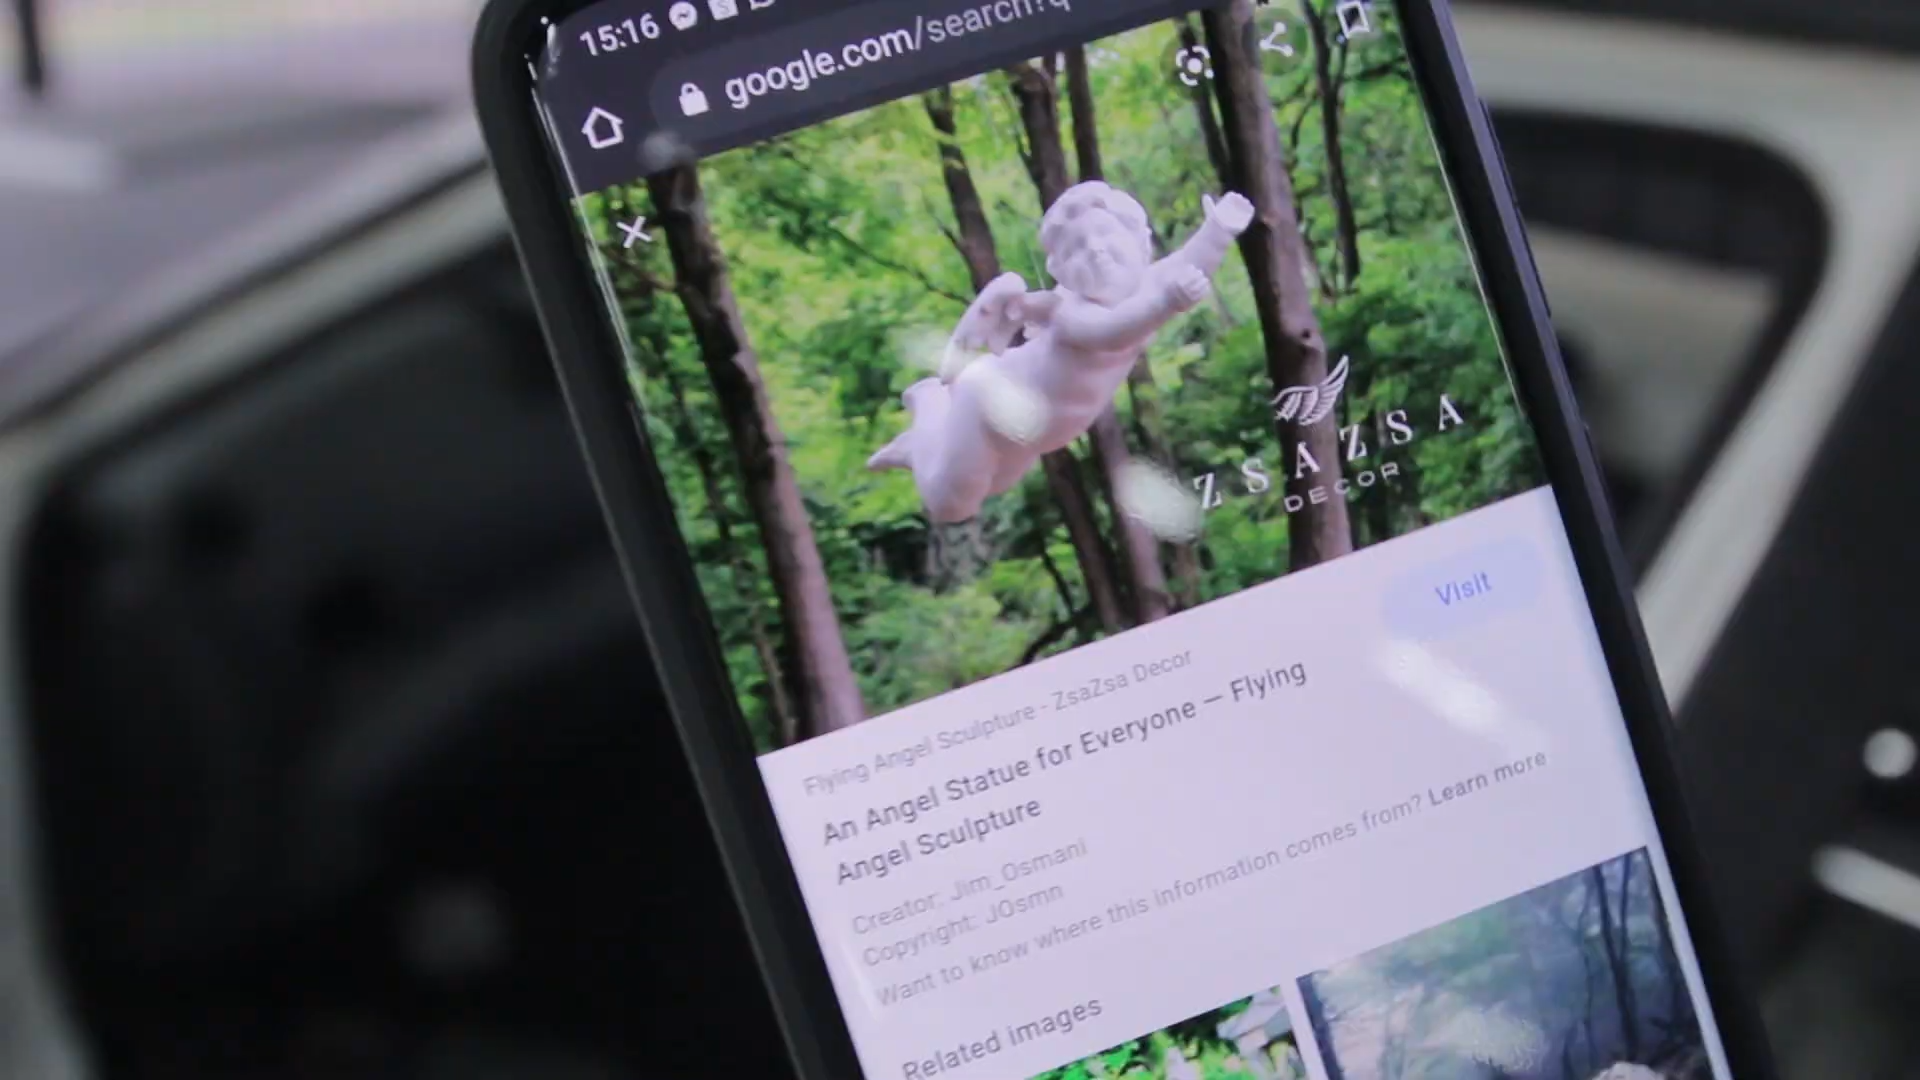 15:16
google.com/search?q
ZSAZSA
DECOR
Visit
Flying Angel Sculpture - ZsaZsa Decor
An Angel Statue for Everyone — Flying
Angel Sculpture
Creator: Jim_Osmani
Copyright: JOsmn
Want to know where this information comes from? Learn more
Related images